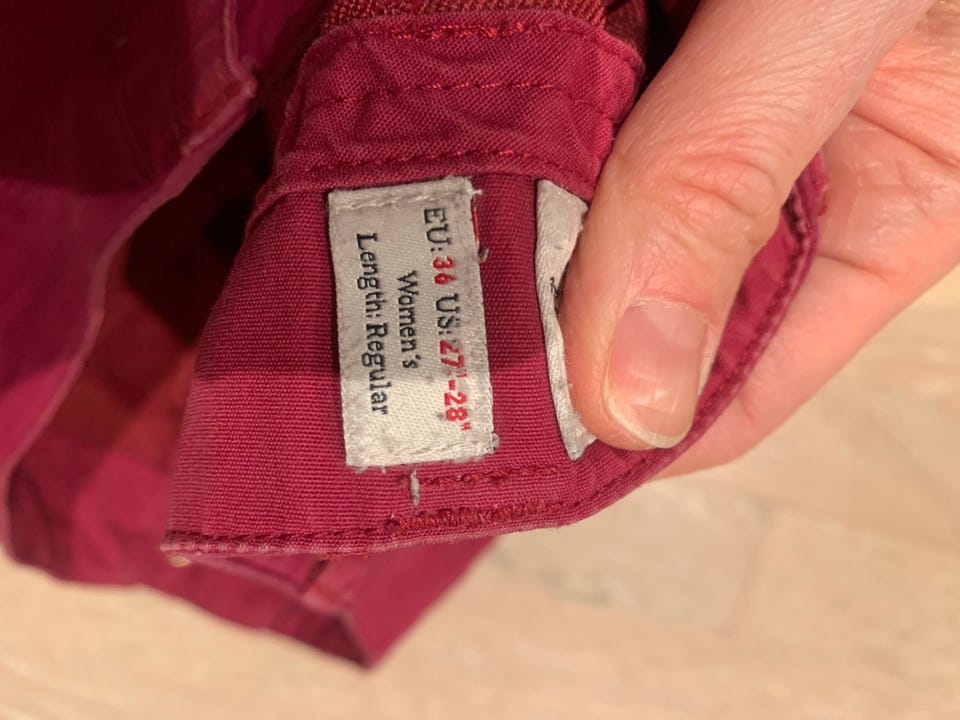 EU: 36 US: 27"-28"
Women's
Length: Regular